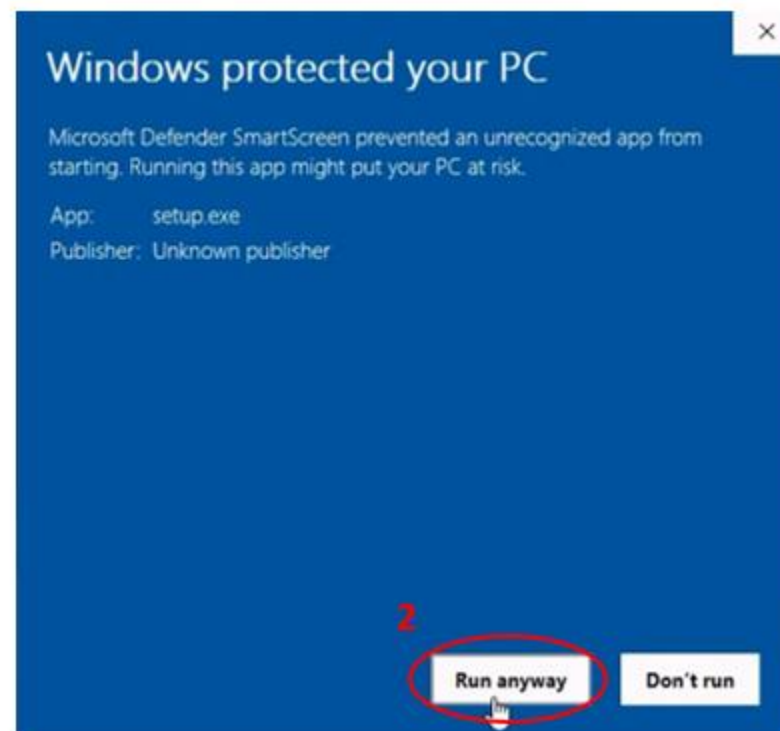 Windows protected your PC
Microsoft Defender SmartScreen prevented an unrecognized app from
starting. Running this app might put your PC at risk.
App: setup.exe
Publisher: Unknown publisher
2
Run anyway Don't run